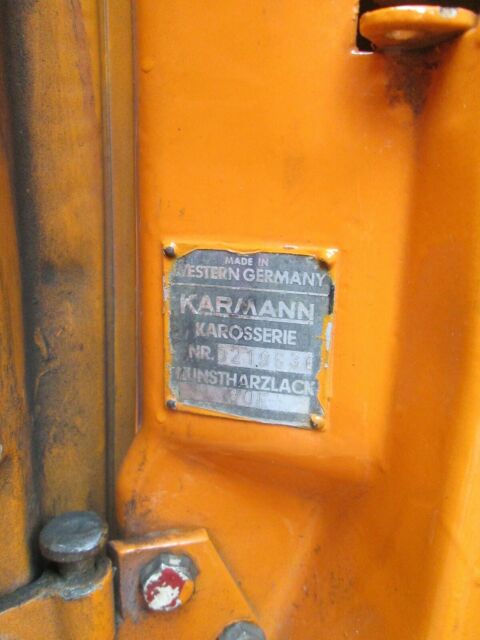 MADE IN
WESTERN GERMANY
KARMANN
KAROSSERIE
NR.
KUNSTHARZLACK